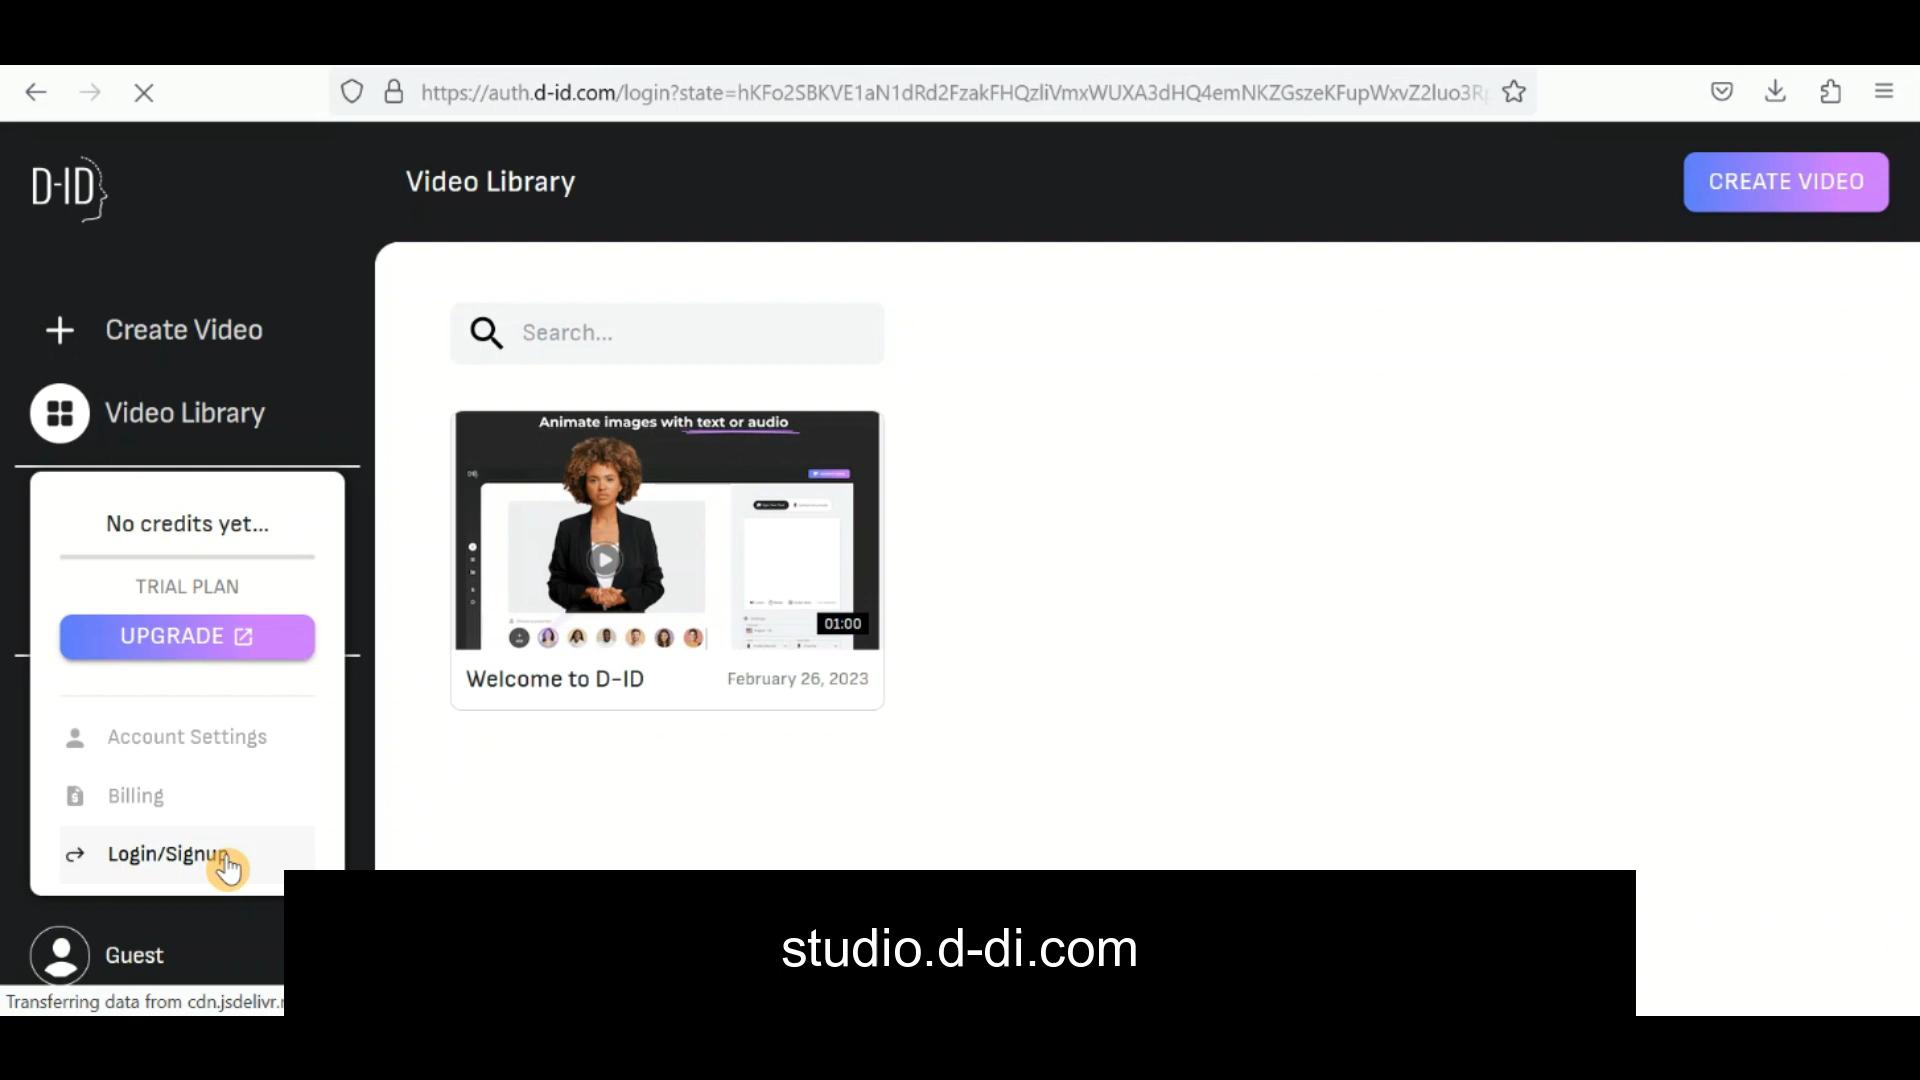 https://auth.d-id.com/login?state=hKFo2SBKVE1aN1dRd2FzakFHQzliVmxWUXA3dHQ4emNKZGszeKFupWxvZ2luo3Rp
D-ID
Video Library
CREATE VIDEO
Create Video
Search...
Video Library
Animate images with text or audio
No credits yet...
TRIAL PLAN
UPGRADE
01:00
Welcome to D-ID
February 26, 2023
Account Settings
Billing
Login/Signup
studio.d-di.com
Guest
Transferring data from cdn.jsdelivr.